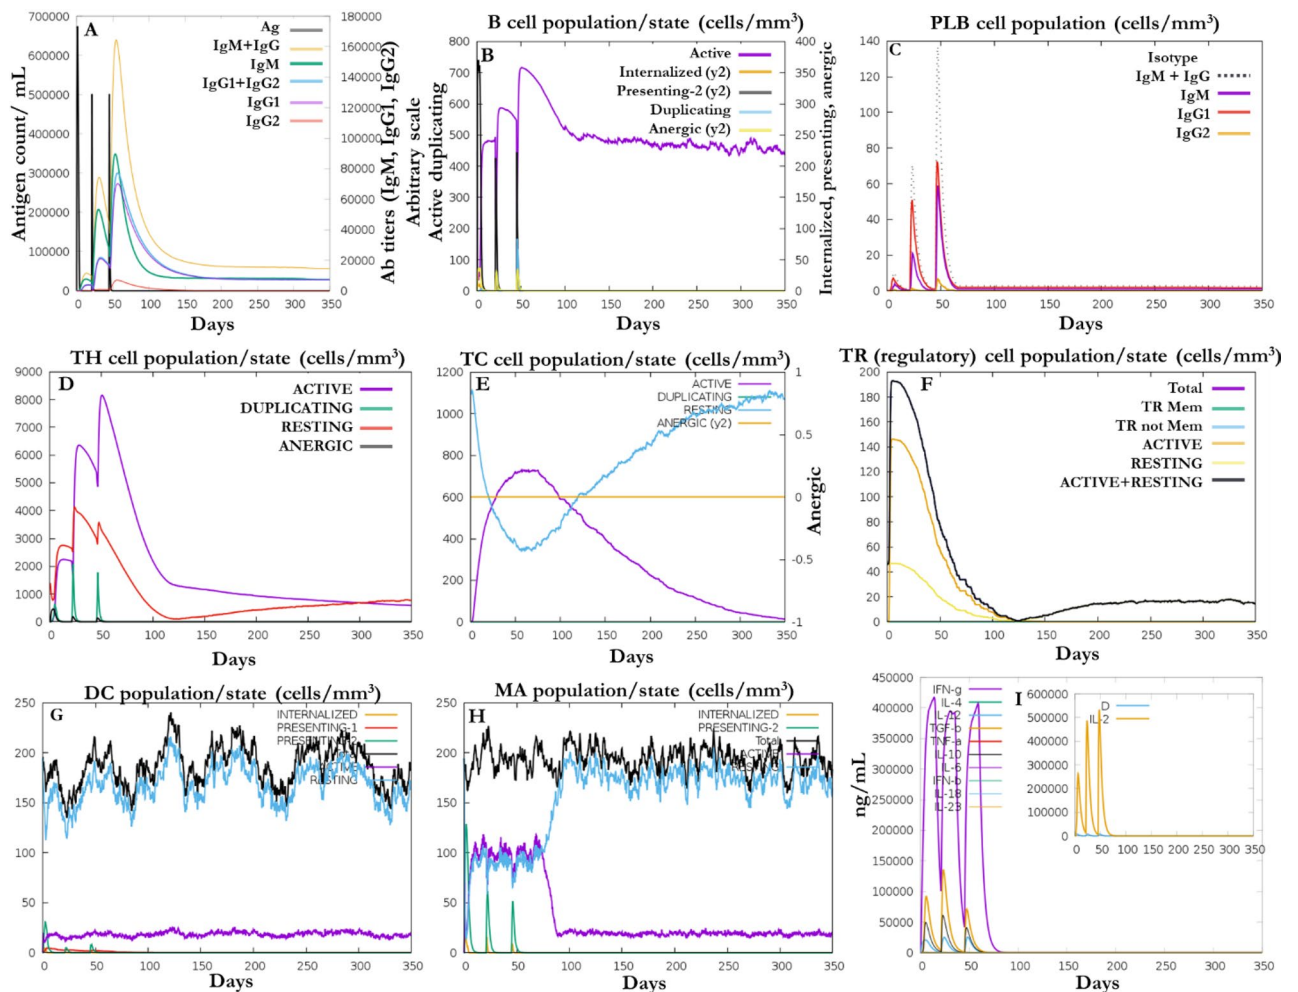 A
Antigen count/ mL
700000
600000
500000
400000
300000
200000
100000
0
Ag
IgM+IgG
IgM
IgG1+IgG2
IgG1
IgG2
180000
160000
140000
120000
100000
80000
60000
40000
20000
0
Ab titers (IgM, IgG1, IgG2)
Arbitrary scale
0 50 100 150 200 250 300 350
Days
B cell population/state (cells/mm³)
B
Active duplicating
800
700
600
500
400
300
200
100
0
Active
Internalized (y2)
Presenting-2 (y2)
Duplicating
Anergic (y2)
400
350
300
250
200
150
100
50
0
Internalized, presenting, anergic
0 50 100 150 200 250 300 350
Days
PLB cell population (cells/mm³)
C
140
120
100
80
60
40
20
0
Isotype
IgM + IgG
IgM
IgG1
IgG2
0 50 100 150 200 250 300 350
Days
TH cell population/state (cells/mm³)
D
9000
8000
7000
6000
5000
4000
3000
2000
1000
0
ACTIVE
DUPLICATING
RESTING
ANERGIC
0 50 100 150 200 250 300 350
Days
TC cell population/state (cells/mm³)
E
1200
1000
800
600
400
200
0
ACTIVE
DUPLICATING
RESTING
ANERGIC (y2)
1
0.5
0
-0.5
-1
Anergic
0 50 100 150 200 250 300 350
Days
TR (regulatory) cell population/state (cells/mm³)
F
200
180
160
140
120
100
80
60
40
20
0
Total
TR Mem
TR not Mem
ACTIVE
RESTING
ACTIVE+RESTING
0 50 100 150 200 250 300 350
Days
DC population/state (cells/mm³)
G
250
200
150
100
50
0
INTERNALIZED
PRESENTING-1
PRESENTING-2
RESTING
0 50 100 150 200 250 300 350
Days
MA population/state (cells/mm³)
H
250
200
150
100
50
0
INTERNALIZED
PRESENTING-2
Total
ACTIVE
0 50 100 150 200 250 300 350
Days
I
ng/mL
450000
400000
350000
300000
250000
200000
150000
100000
50000
0
IFN-g
IL-4
IL-12
TGF-b
TNF-a
IL-10
IL-6
IFN-b
IL-18
IL-23
0 50 100 150 200 250 300 350
Days
600000
500000
400000
300000
200000
100000
0
D
IL-2
0 50 100 150 200 250 300 350